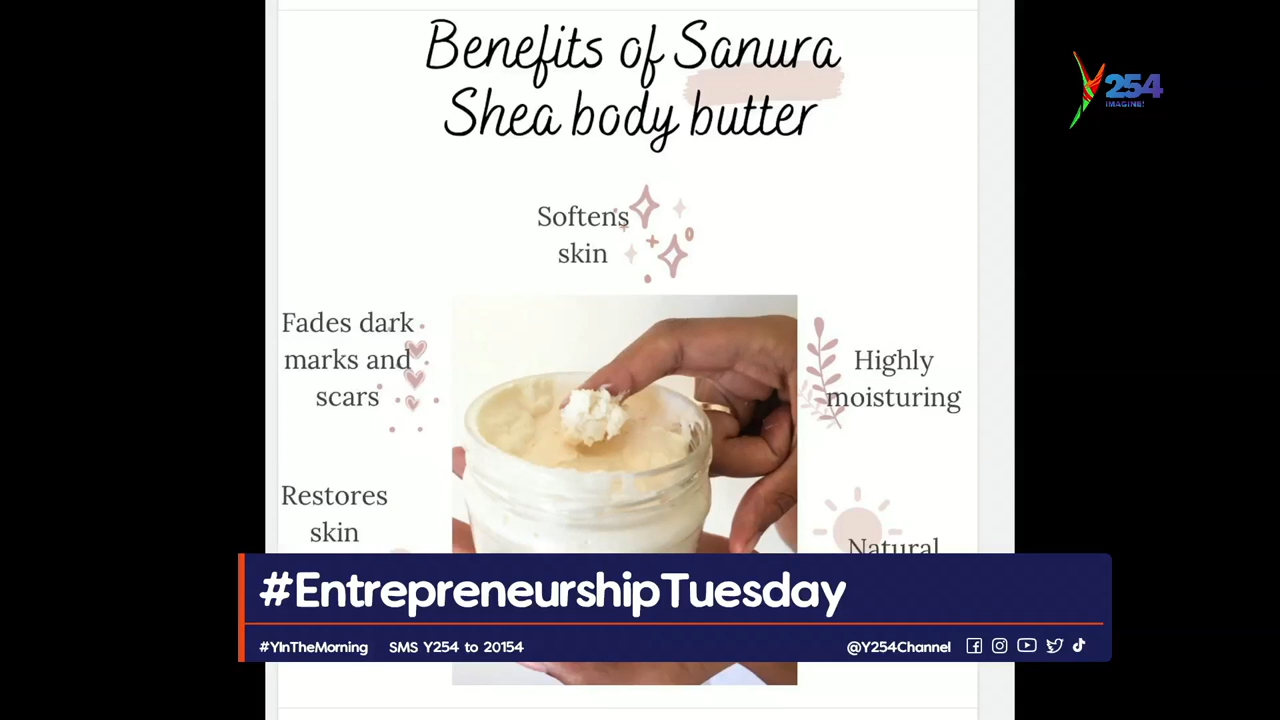 Benefits of Sanura
Shea body butter
254
IMAGINE!
Softens
skin
Fades dark
marks and
scars
Highly
moisturing
Restores
skin
Natural
#EntrepreneurshipTuesday
#YInTheMorning SMS Y254 to 20154 @Y254Channel